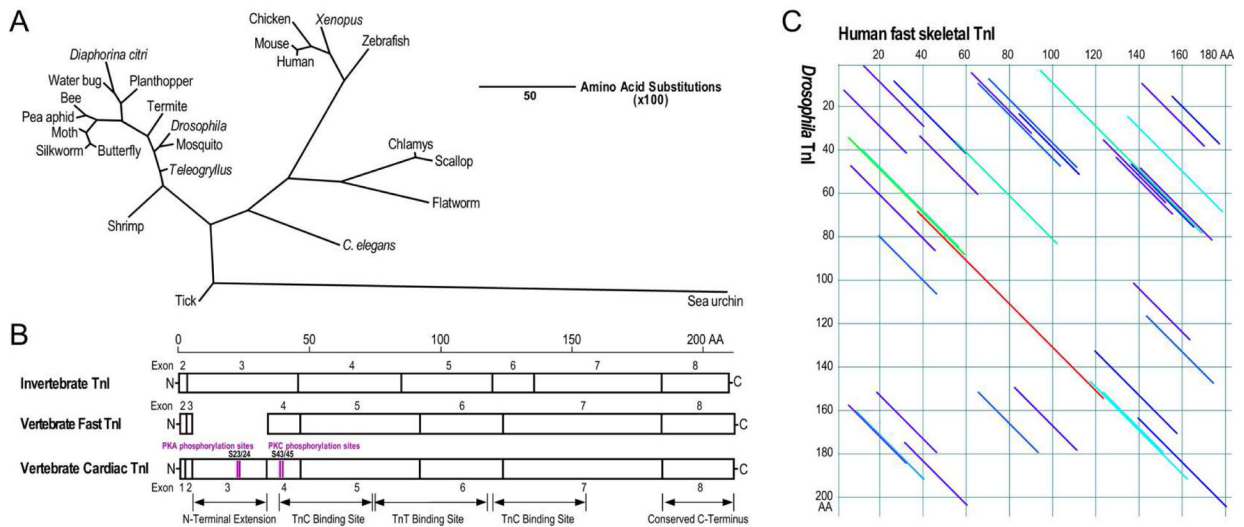 A
Chicken
Xenopus
Mouse
Human
Zebrafish
Diaphorina citri
Water bug
Planthopper
Bee
Termite
Pea aphid
Drosophila
Moth
Mosquito
Silkworm
Butterfly
Teleogryllus
Shrimp
50
Amino Acid Substitutions
(x100)
Chlamys
Scallop
Flatworm
C. elegans
Tick
Sea urchin
B
0 50 100 150 200 AA
Exon 2 3 4 5 6 7 8
Invertebrate TnI N C
Exon 2 3 4 5 6 7 8
Vertebrate Fast TnI N C
PKA phosphorylation sites PKC phosphorylation sites
S23/24 S43/45
Vertebrate Cardiac TnI N C
Exon 1 2 3 4 5 6 7 8
N-Terminal Extension TnC Binding Site TnT Binding Site TnC Binding Site Conserved C-Terminus
C
Human fast skeletal TnI
20 40 60 80 100 120 140 160 180 AA
Drosophila TnI
20
40
60
80
100
120
140
160
180
200
AA